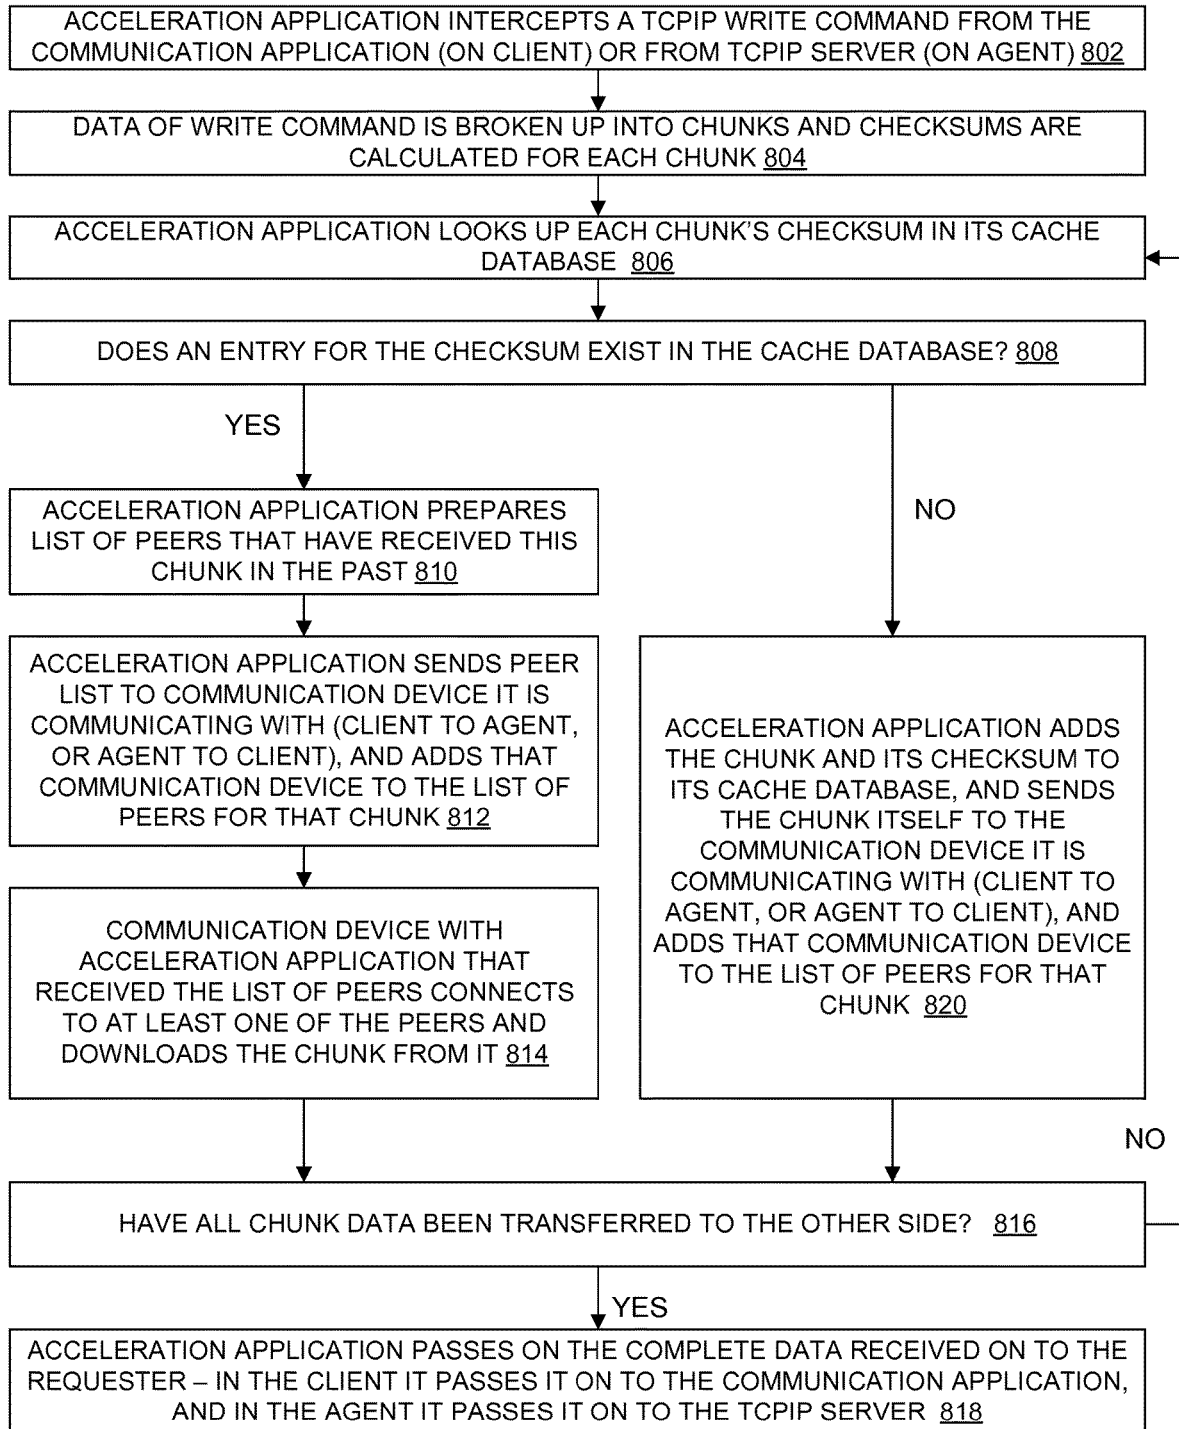 ACCELERATION APPLICATION INTERCEPTS A TCPIP WRITE COMMAND FROM THE
COMMUNICATION APPLICATION (ON CLIENT) OR FROM TCPIP SERVER (ON AGENT) 802
DATA OF WRITE COMMAND IS BROKEN UP INTO CHUNKS AND CHECKSUMS ARE
CALCULATED FOR EACH CHUNK 804
ACCELERATION APPLICATION LOOKS UP EACH CHUNK'S CHECKSUM IN ITS CACHE
DATABASE 806
DOES AN ENTRY FOR THE CHECKSUM EXIST IN THE CACHE DATABASE? 808
YES
NO
ACCELERATION APPLICATION PREPARES
LIST OF PEERS THAT HAVE RECEIVED THIS
CHUNK IN THE PAST 810
ACCELERATION APPLICATION SENDS PEER
LIST TO COMMUNICATION DEVICE IT IS
COMMUNICATING WITH (CLIENT TO AGENT,
OR AGENT TO CLIENT), AND ADDS THAT
COMMUNICATION DEVICE TO THE LIST OF
PEERS FOR THAT CHUNK 812
COMMUNICATION DEVICE WITH
ACCELERATION APPLICATION THAT
RECEIVED THE LIST OF PEERS CONNECTS
TO AT LEAST ONE OF THE PEERS AND
DOWNLOADS THE CHUNK FROM IT 814
ACCELERATION APPLICATION ADDS
THE CHUNK AND ITS CHECKSUM TO
ITS CACHE DATABASE, AND SENDS
THE CHUNK ITSELF TO THE
COMMUNICATION DEVICE IT IS
COMMUNICATING WITH (CLIENT TO
AGENT, OR AGENT TO CLIENT), AND
ADDS THAT COMMUNICATION DEVICE
TO THE LIST OF PEERS FOR THAT
CHUNK 820
NO
HAVE ALL CHUNK DATA BEEN TRANSFERRED TO THE OTHER SIDE? 816
YES
ACCELERATION APPLICATION PASSES ON THE COMPLETE DATA RECEIVED ON TO THE
REQUESTER – IN THE CLIENT IT PASSES IT ON TO THE COMMUNICATION APPLICATION,
AND IN THE AGENT IT PASSES IT ON TO THE TCPIP SERVER 818